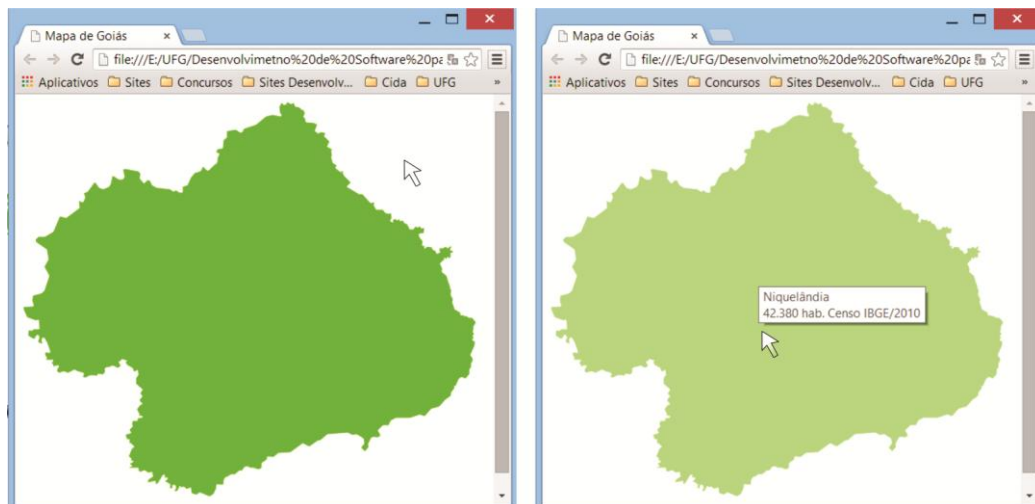 Mapa de Goiás
file:///E:/UFG/Desenvolvimetno%20de%20Software%20pa
Aplicativos Sites Concursos Sites Desenvolv... Cida UFG »
Mapa de Goiás
file:///E:/UFG/Desenvolvimetno%20de%20Software%20pa
Aplicativos Sites Concursos Sites Desenvolv... Cida UFG »
Niquelândia
42.380 hab. Censo IBGE/2010